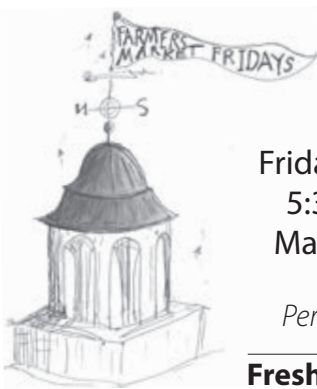 FARMERS
MARKET FRIDAYS
N S
Frida
5:3
Ma
Per
Fresh